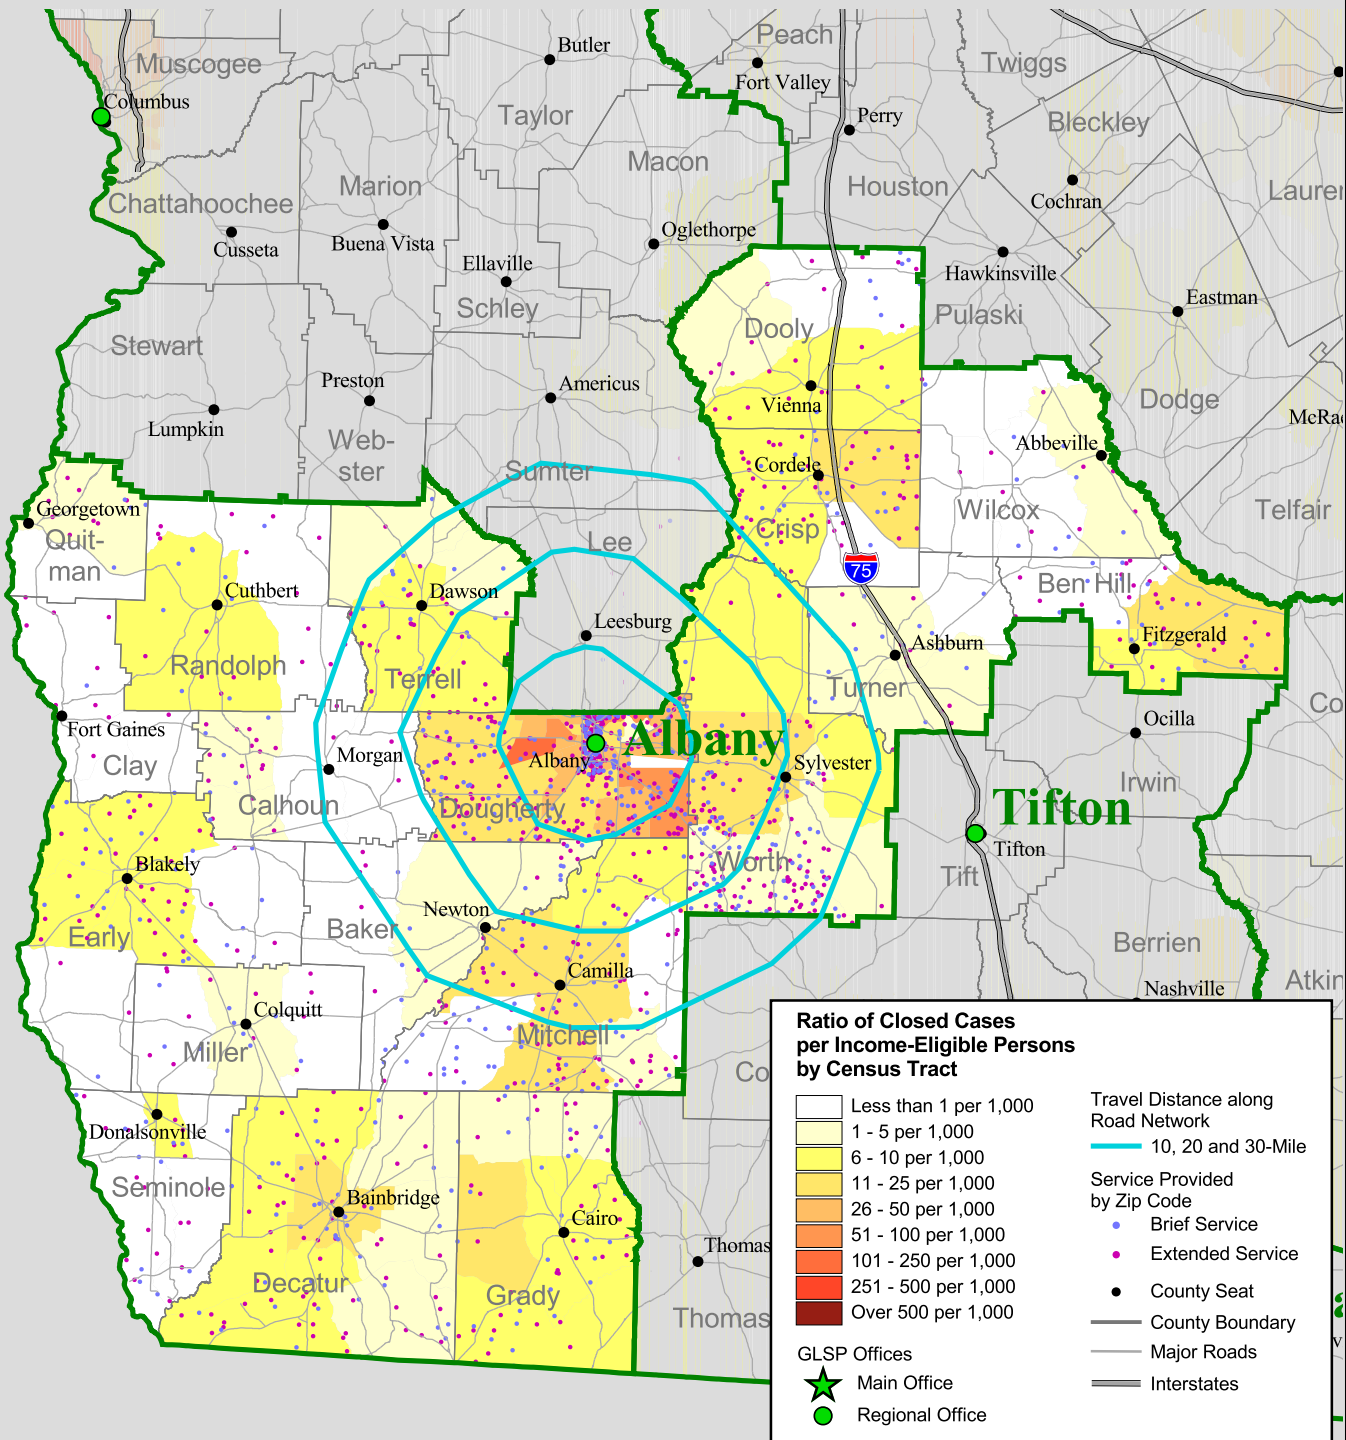 Butler
Peach
Muscogee
Twiggs
Fort Valley
Columbus
Taylor
Perry
Bleckley
Macon
Marion
Houston
Laurer
Chattahoochee
Cochran
Oglethorpe
Cusseta
Buena Vista
Ellaville
Hawkinsville
Schley
Eastman
Pulaski
Dooly
Stewart
Preston
Americus
Dodge
Vienna
McRae
Lumpkin
Web-
ster
Abbeville
Cordele
Sumter
Georgetown
Wilcox
Telfair
Crisp
Quit-
man
Lee
75
Ben Hill
Cuthbert
Dawson
Leesburg
Fitzgerald
Ashburn
Randolph
Terrell
Turner
Co
Ocilla
Fort Gaines
Albany
Morgan
Albany
Sylvester
Clay
Irwin
Calhoun
Dougherty
Tifton
Tifton
Blakely
Worth
Tift
Newton
Baker
Early
Berrien
Camilla
Atkin
Nashville
Colquitt
Mitchell
Miller
Co
Donalsonville
Seminole
Bainbridge
Cairo
Thomas
Decatur
Grady
Thomas
Ratio of Closed Cases
per Income-Eligible Persons
by Census Tract
Less than 1 per 1,000
1 - 5 per 1,000
6 - 10 per 1,000
11 - 25 per 1,000
26 - 50 per 1,000
51 - 100 per 1,000
101 - 250 per 1,000
251 - 500 per 1,000
Over 500 per 1,000
GLSP Offices
Main Office
Regional Office
Travel Distance along
Road Network
10, 20 and 30-Mile
Service Provided
by Zip Code
Brief Service
Extended Service
County Seat
County Boundary
Major Roads
Interstates